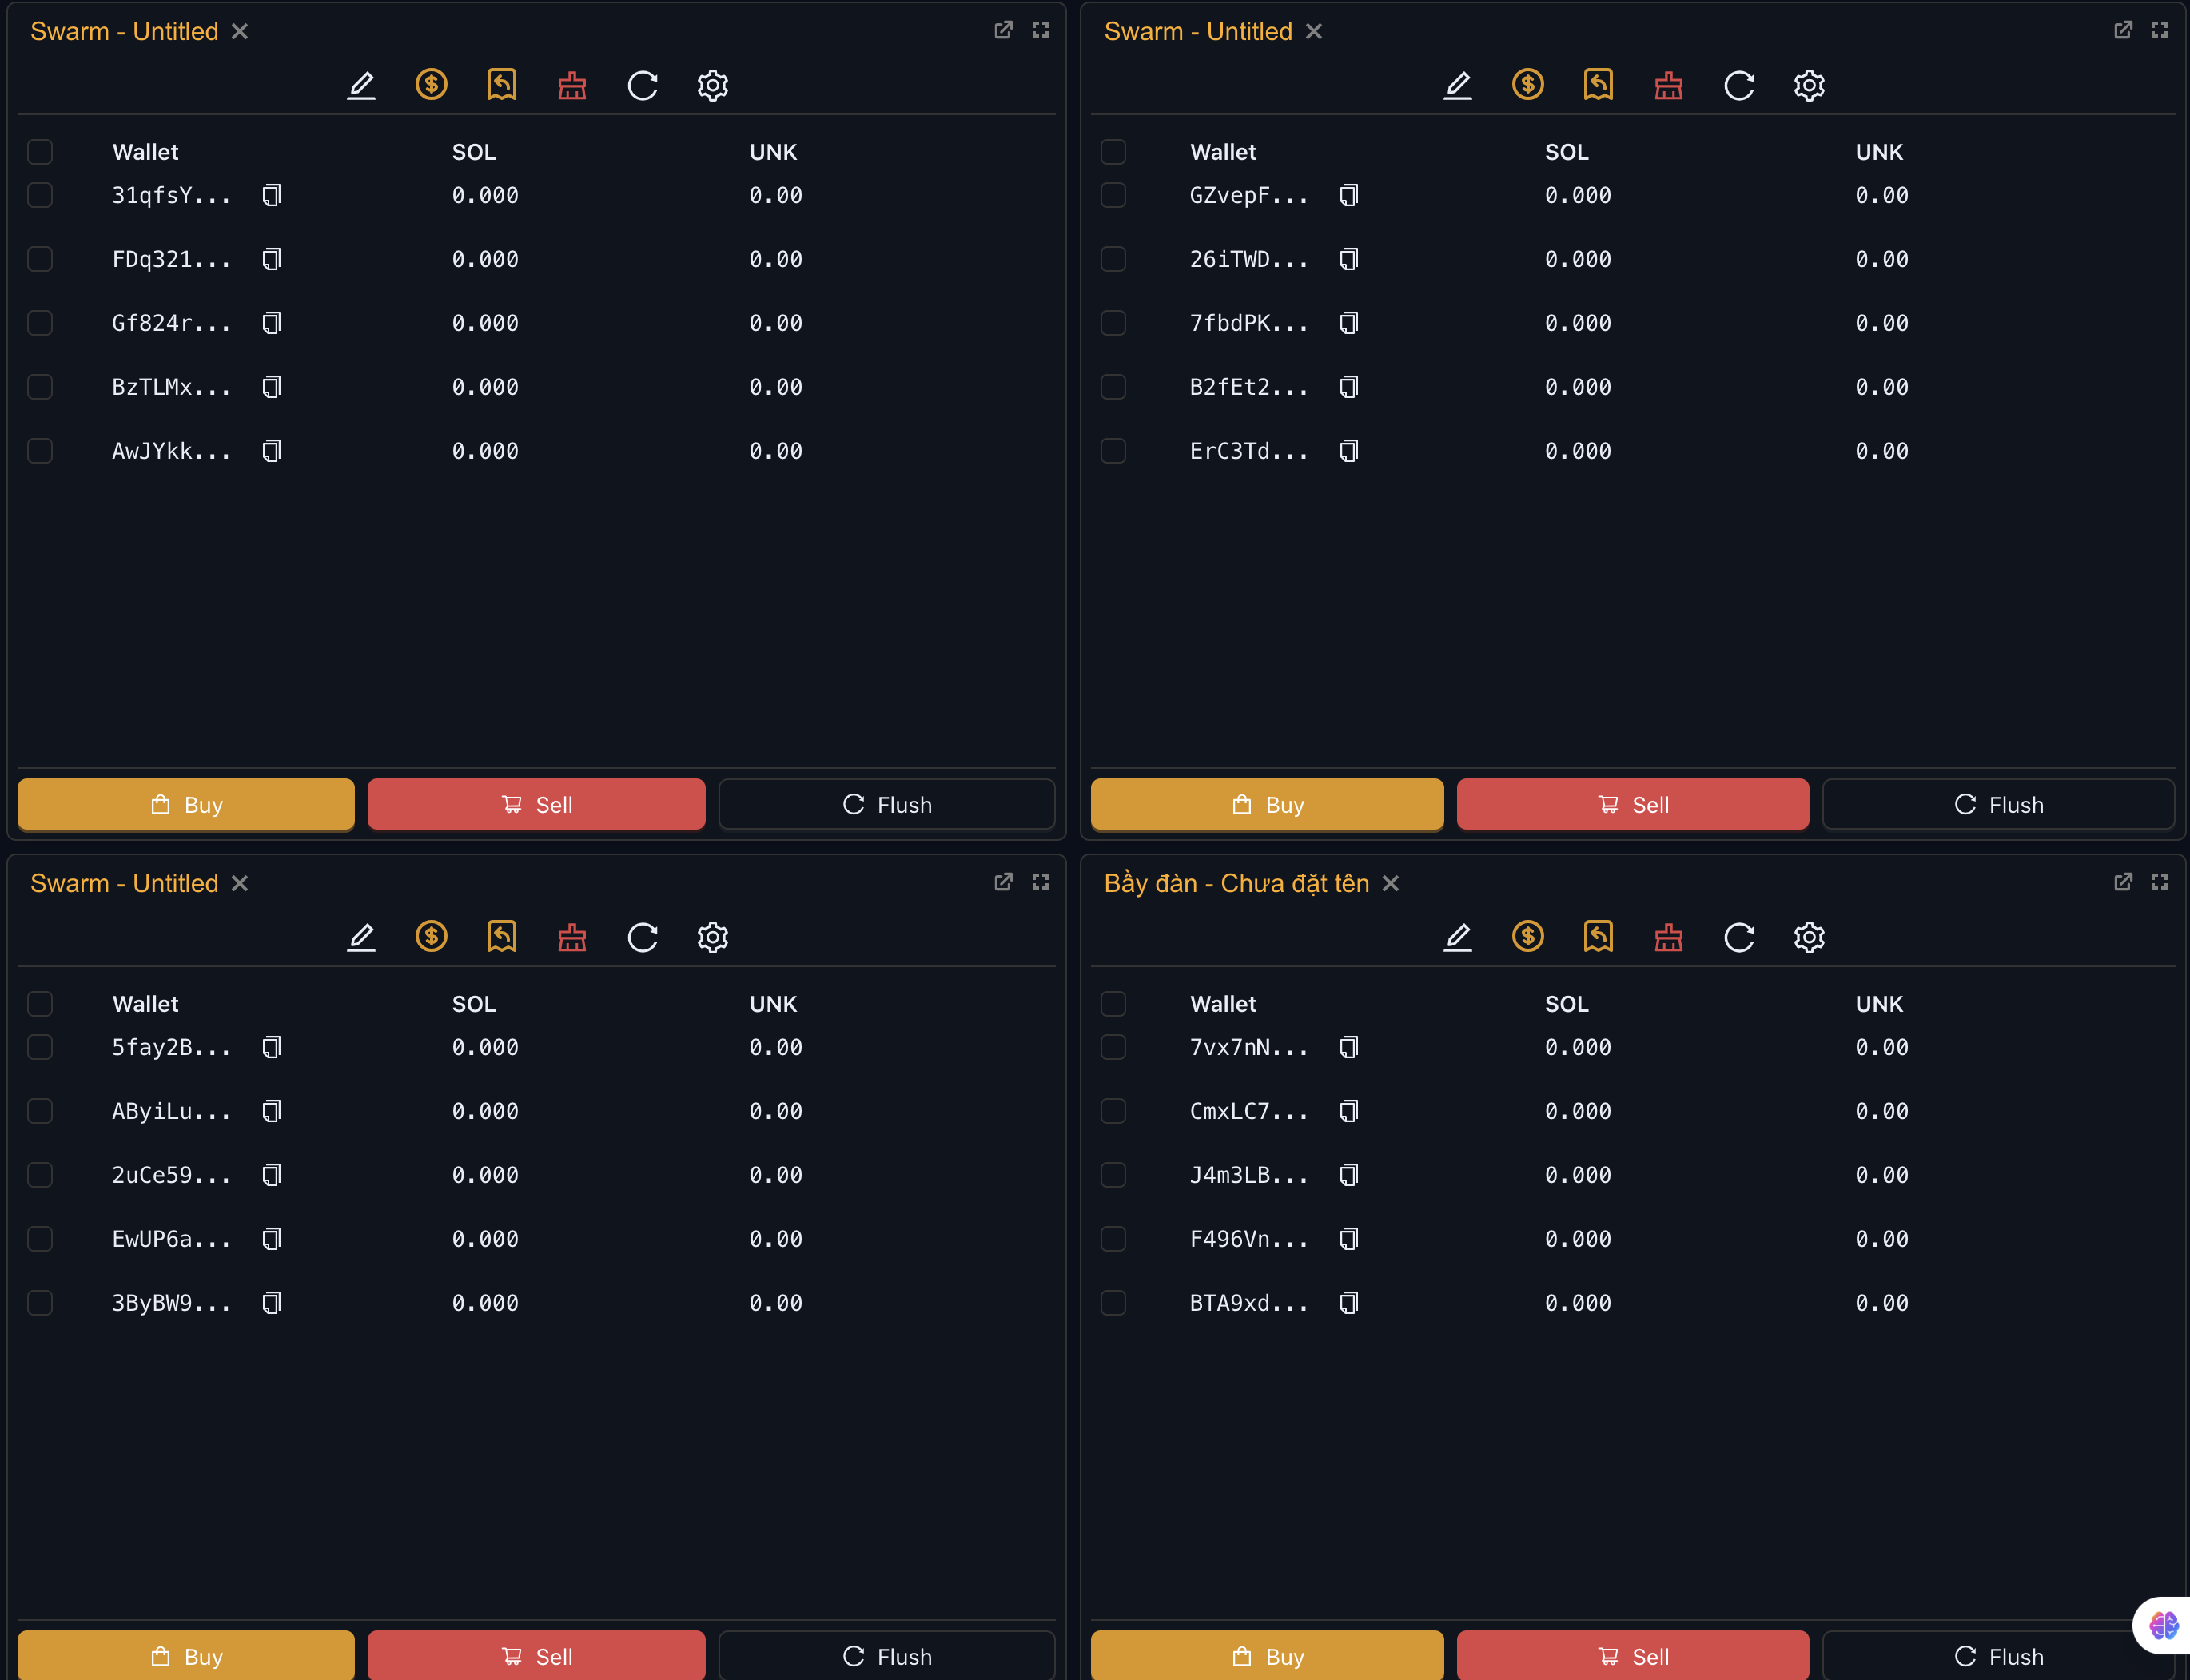 Swarm - Untitled
Wallet SOL UNK
31qfsY... 0.000 0.00
FDq321... 0.000 0.00
Gf824r... 0.000 0.00
BzTLMx... 0.000 0.00
AwJYkk... 0.000 0.00
Buy Sell Flush
Swarm - Untitled
Wallet SOL UNK
GZvepF... 0.000 0.00
26iTWD... 0.000 0.00
7fbdPK... 0.000 0.00
B2fEt2... 0.000 0.00
ErC3Td... 0.000 0.00
Buy Sell Flush
Swarm - Untitled
Wallet SOL UNK
5fay2B... 0.000 0.00
AByiLu... 0.000 0.00
2uCe59... 0.000 0.00
EwUP6a... 0.000 0.00
3ByBW9... 0.000 0.00
Buy Sell Flush
Bầy đàn - Chưa đặt tên
Wallet SOL UNK
7vx7nN... 0.000 0.00
CmxLC7... 0.000 0.00
J4m3LB... 0.000 0.00
F496Vn... 0.000 0.00
BTA9xd... 0.000 0.00
Buy Sell Flush